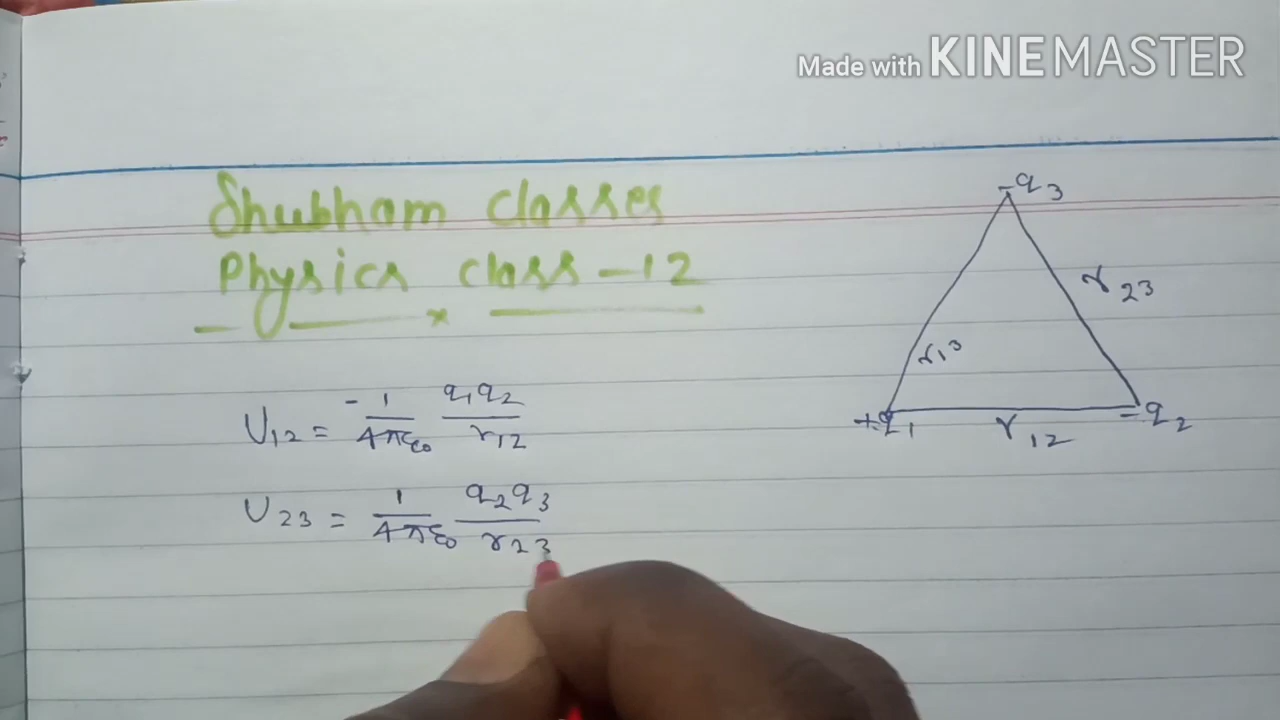 Made with KINEMASTER
Shubham Classes
Physics class - 12
-q3
r23
r13
+q1
r12
-q2
U12 = - 1/4πε0 q1q2/r12
U23 = 1/4πε0 q2q3/r23